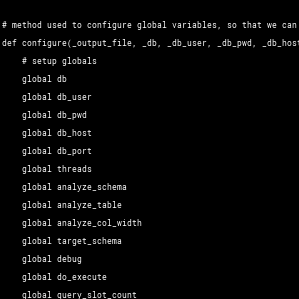 # method used to configure global variables, so that we can
def configure(_output_file, _db, _db_user, _db_pwd, _db_host
# setup globals
global db
global db_user
global db_pwd
global db_host
global db_port
global threads
global analyze_schema
global analyze_table
global analyze_col_width
global target_schema
global debug
global do_execute
global query_slot_count